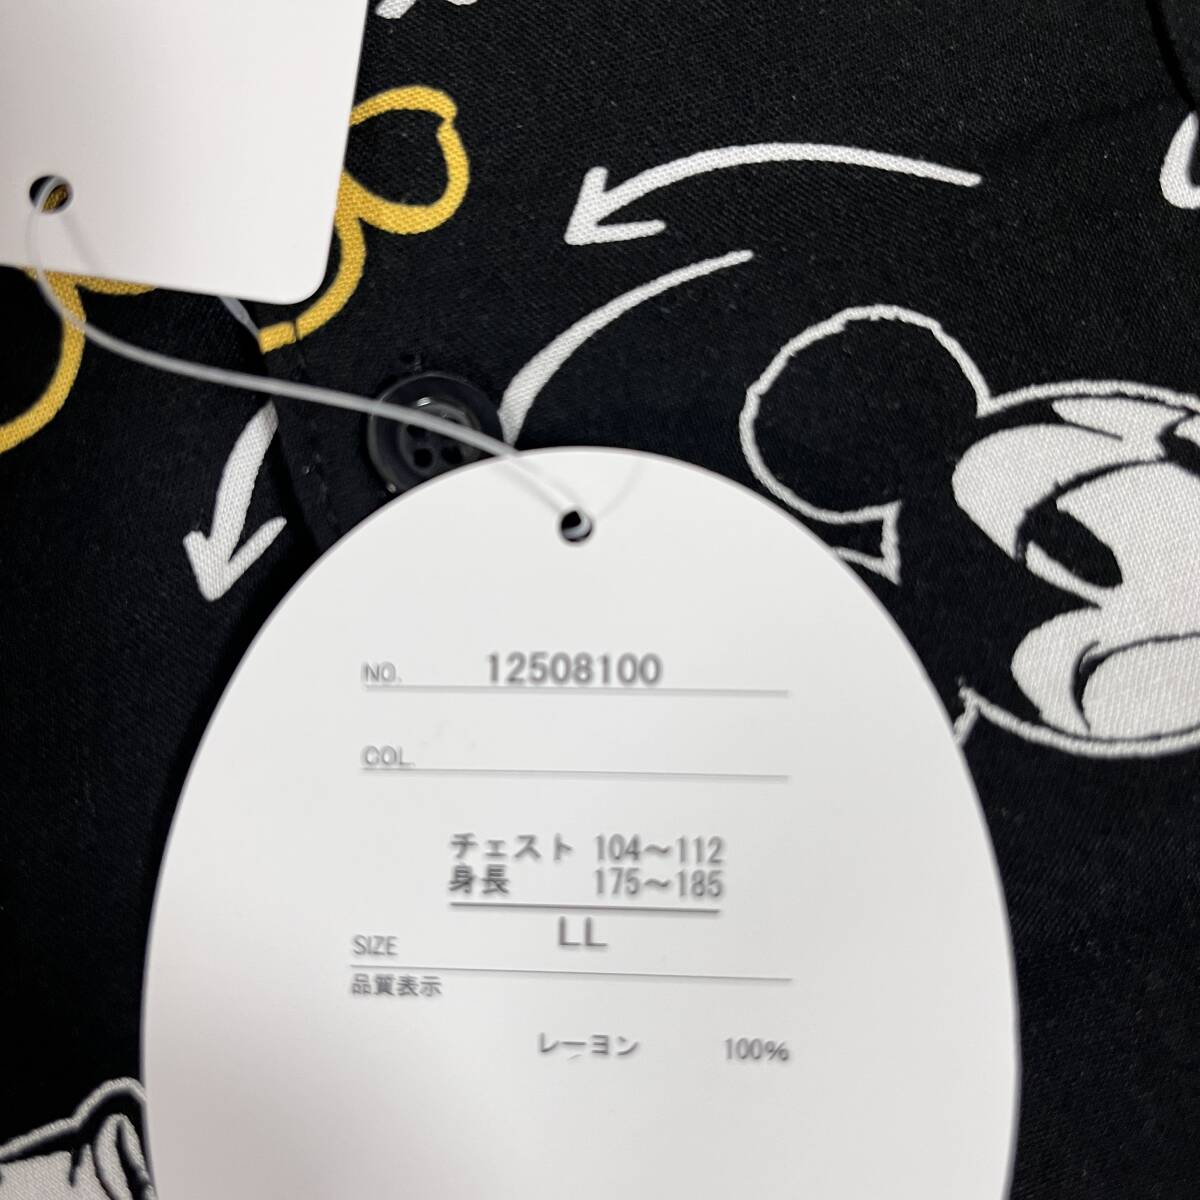 NO. 12508100
COL.
チェスト 104～112
身長 175～185
SIZE LL
品質表示
レーヨン 100%